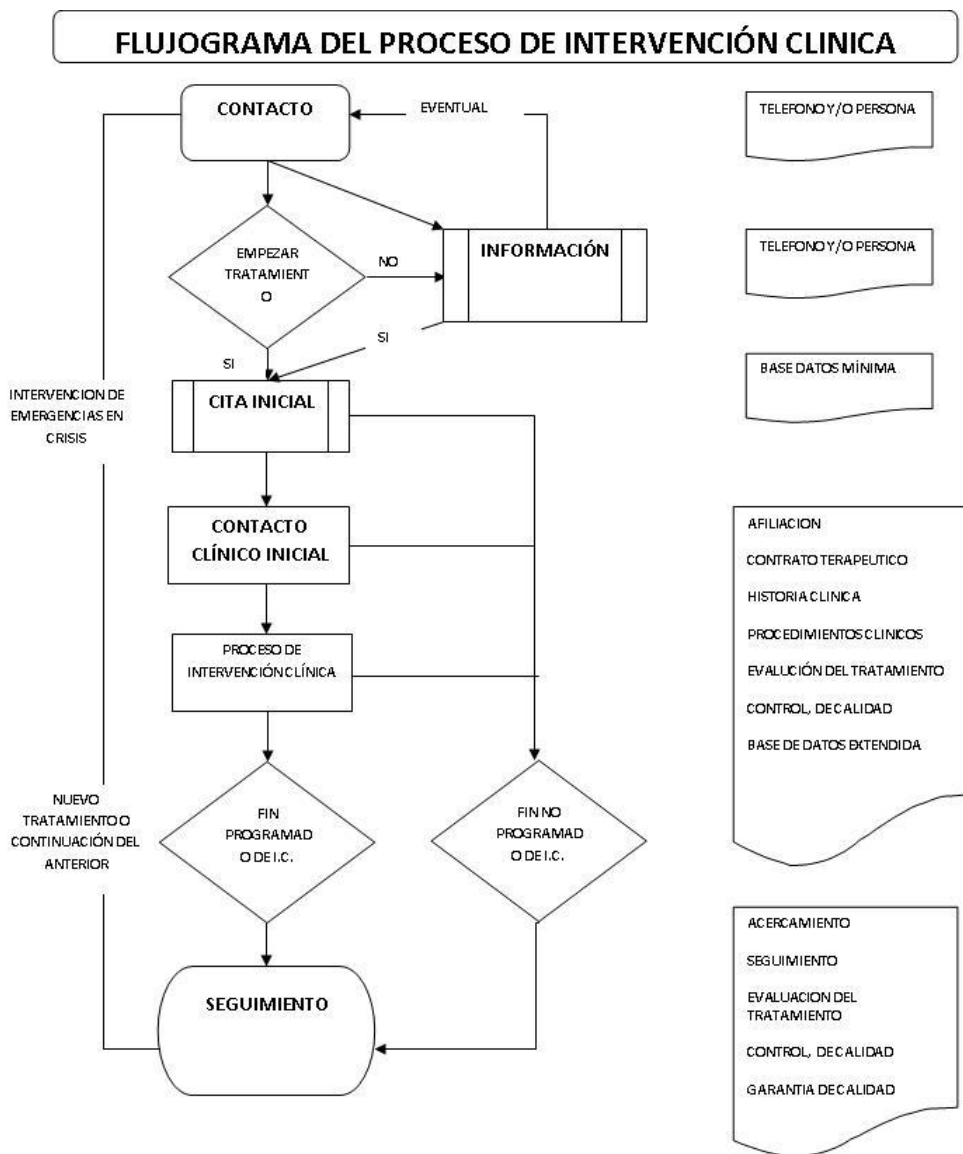 FLUJOGRAMA DEL PROCESO DE INTERVENCIÓN CLINICA
CONTACTO
EVENTUAL
TELEFONO Y/O PERSONA
EMPEZAR
TRATAMIENT
O
NO
INFORMACIÓN
TELEFONO Y/O PERSONA
SI
SI
CITA INICIAL
BASE DATOS MÍNIMA
INTERVENCION DE
EMERGENCIAS EN
CRISIS
CONTACTO
CLÍNICO INICIAL
PROCESO DE
INTERVENCIÓN CLÍNICA
AFILIACION
CONTRATO TERAPEUTICO
HISTORIA CLINICA
PROCEDIMIENTOS CLINICOS
EVALUCIÓN DEL TRATAMIENTO
CONTROL, DE CALIDAD
BASE DE DATOS EXTENDIDA
NUEVO
TRATAMIENTO O
CONTINUACIÓN DEL
ANTERIOR
FIN
PROGRAMAD
O DE I.C.
FIN NO
PROGRAMAD
O DE I.C.
SEGUIMIENTO
ACERCAMIENTO
SEGUIMIENTO
EVALUACION DEL
TRATAMIENTO
CONTROL, DE CALIDAD
GARANTIA DE CALIDAD